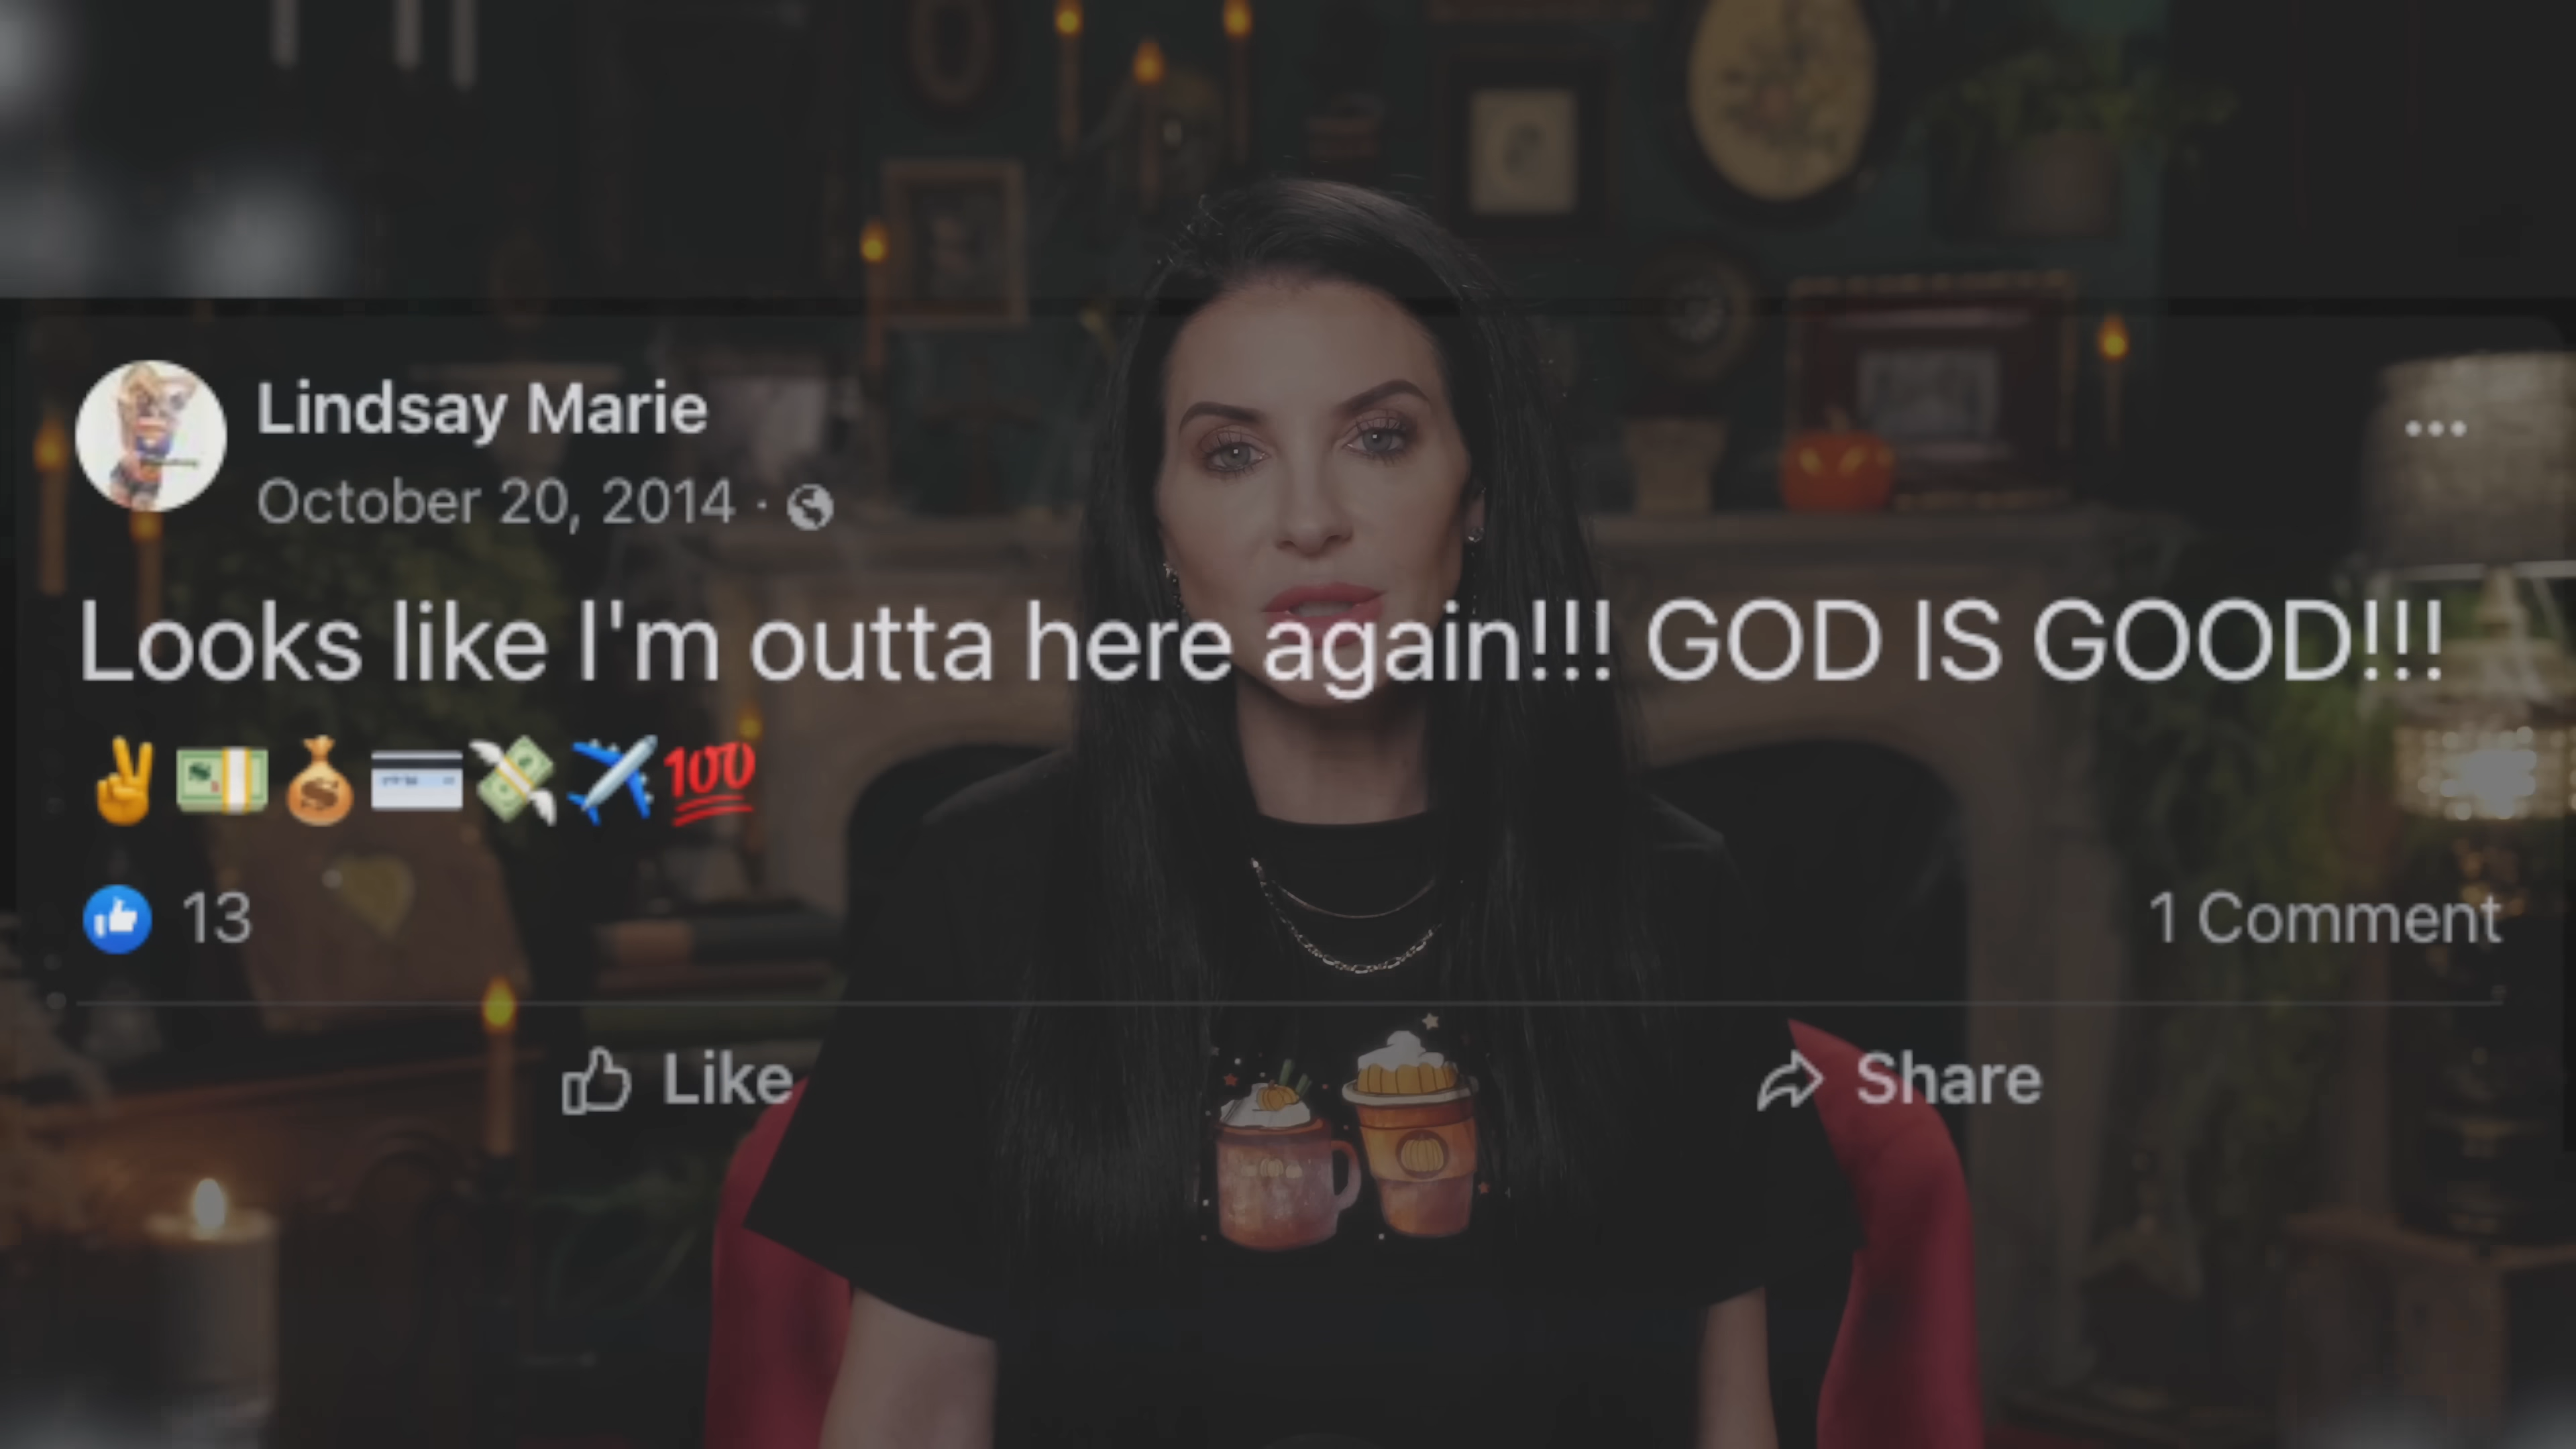 Lindsay Marie
October 20, 2014 ·
Looks like I'm outta here again!!! GOD IS GOOD!!!
✌️💵💰💳💸✈️💯
13
1 Comment
Like
Share